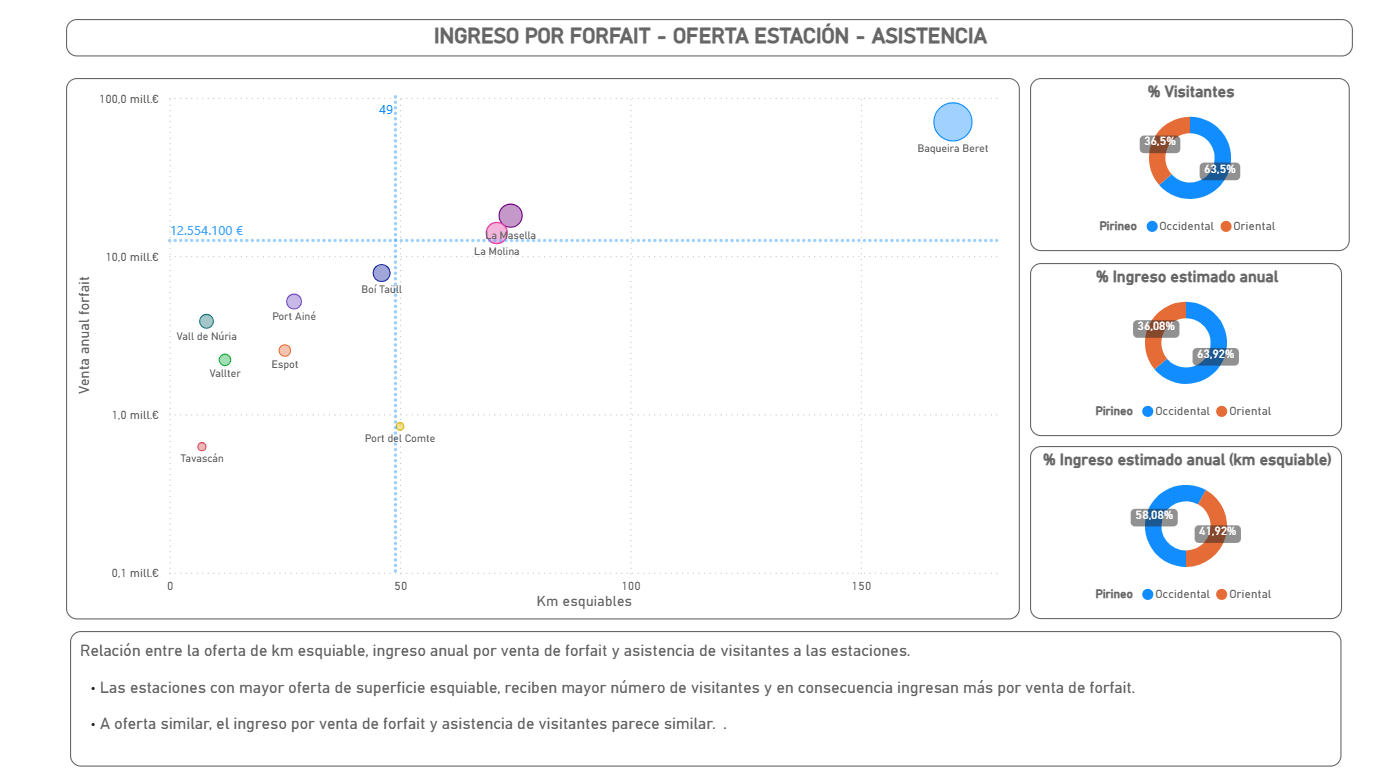 INGRESO POR FORFAIT - OFERTA ESTACIÓN - ASISTENCIA
100,0 mill.€
10,0 mill.€
1,0 mill.€
0,1 mill.€
Venta anual forfait
49
12.554.100 €
Baqueira Beret
La Masella
La Molina
Boí Taüll
Port Ainé
Vall de Núria
Espot
Vallter
Port del Comte
Tavascán
0
50
100
150
Km esquiables
% Visitantes
36,5%
63,5%
Pirineo Occidental Oriental
% Ingreso estimado anual
36,08%
63,92%
Pirineo Occidental Oriental
% Ingreso estimado anual (km esquiable)
58,08%
41,92%
Pirineo Occidental Oriental
Relación entre la oferta de km esquiable, ingreso anual por venta de forfait y asistencia de visitantes a las estaciones.
• Las estaciones con mayor oferta de superficie esquiable, reciben mayor número de visitantes y en consecuencia ingresan más por venta de forfait.
• A oferta similar, el ingreso por venta de forfait y asistencia de visitantes parece similar. .